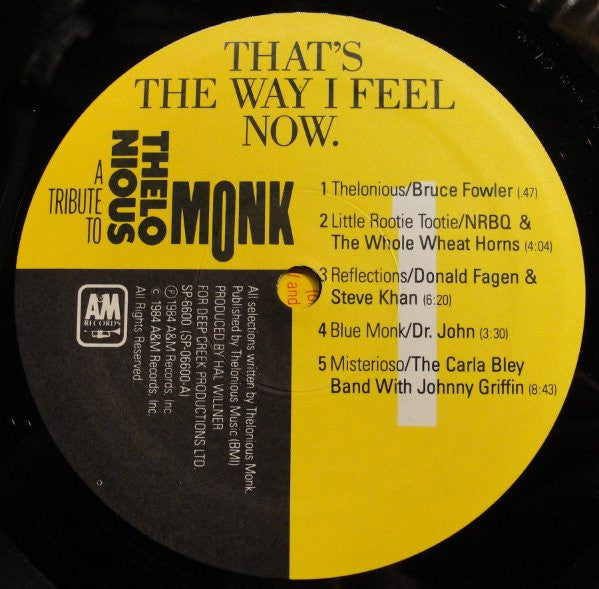 THAT'S
THE WAY I FEEL
NOW.
A
TRIBUTE
TO
THELO
NIOUS
MONK
1 Thelonious/Bruce Fowler (.47)
2 Little Rootie Tootie/NRBQ &
The Whole Wheat Horns (4:04)
3 Reflections/Donald Fagen &
Steve Khan (6:20)
4 Blue Monk/Dr. John (3:30)
5 Misterioso/The Carla Bley
Band With Johnny Griffin (8:43)
A&M
RECORDS
All selections written by Thelonious Monk.
Published by Thelonious Music (BMI)
PRODUCED BY HAL WILLNER
FOR DEEP CREEK PRODUCTIONS LTD.
SP-6600 (SP-06600-A)
℗ 1984 A&M Records, Inc.
c 1984 A&M Records, Inc.
All Rights Reserved
and